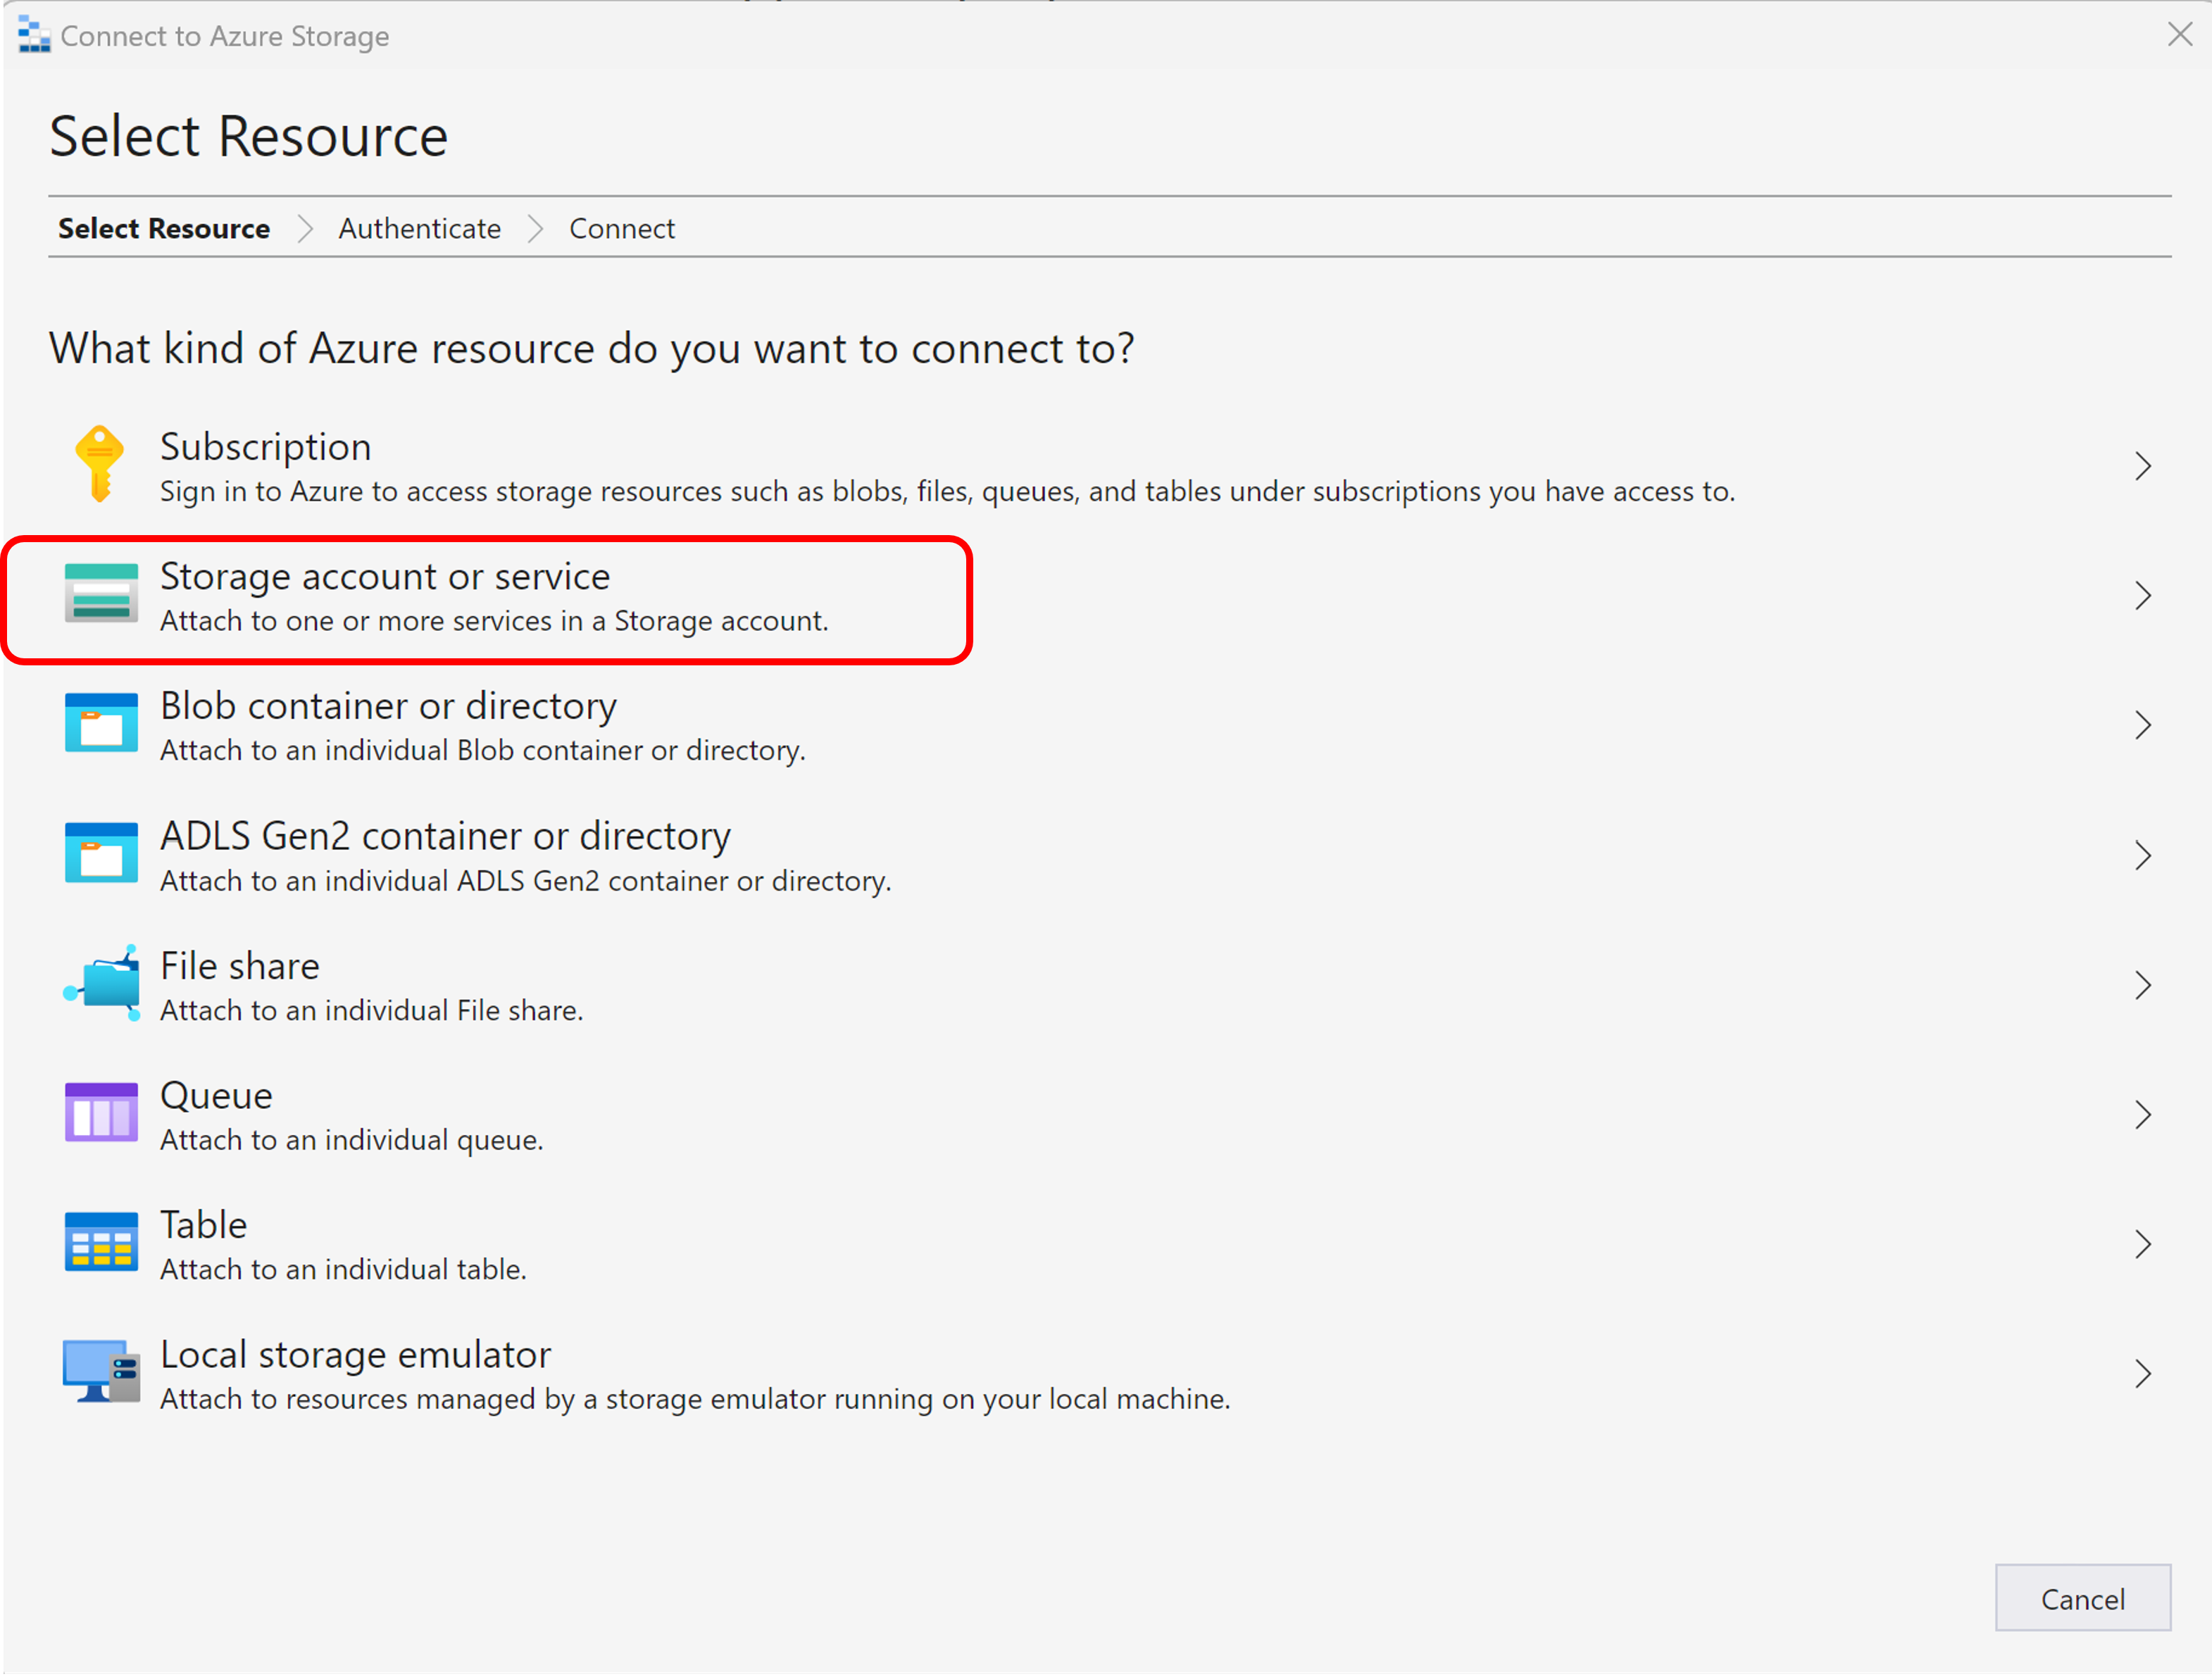 Connect to Azure Storage
Select Resource
Select Resource Authenticate Connect
What kind of Azure resource do you want to connect to?
Subscription
Sign in to Azure to access storage resources such as blobs, files, queues, and tables under subscriptions you have access to.
Storage account or service
Attach to one or more services in a Storage account.
Blob container or directory
Attach to an individual Blob container or directory.
ADLS Gen2 container or directory
Attach to an individual ADLS Gen2 container or directory.
File share
Attach to an individual File share.
Queue
Attach to an individual queue.
Table
Attach to an individual table.
Local storage emulator
Attach to resources managed by a storage emulator running on your local machine.
Cancel